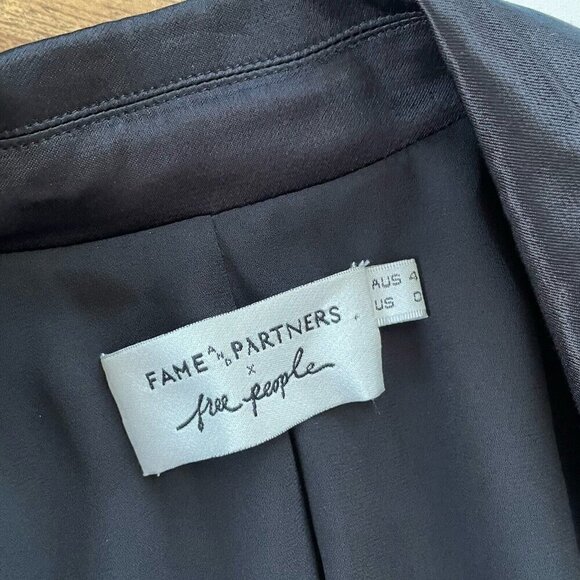 FAME AND PARTNERS
x
free people
AUS 4
US 0